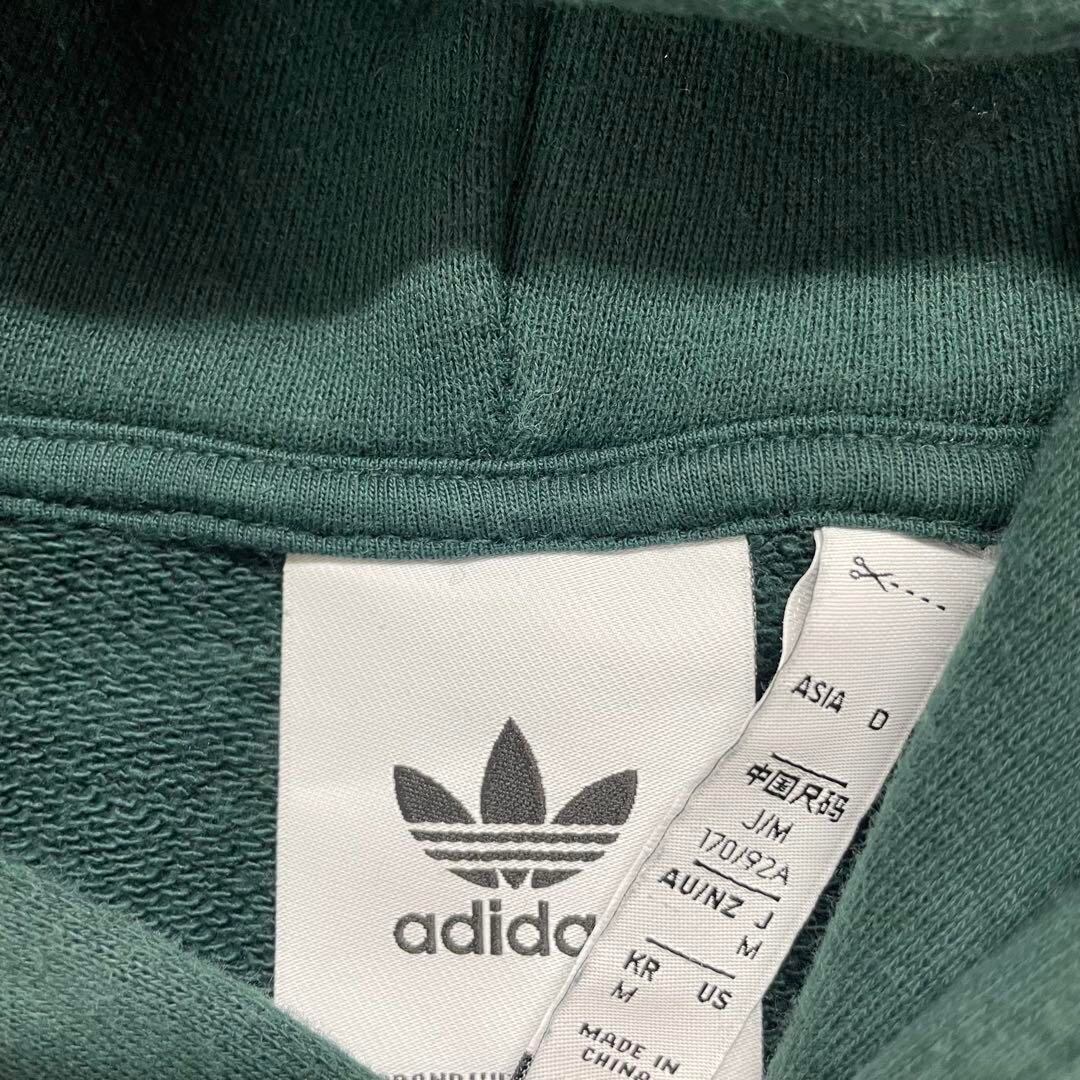 adida
ASIA D
中国尺码
J/M
170/92A
AU/NZ J
M
KR
M
US
MADE IN
CHINA